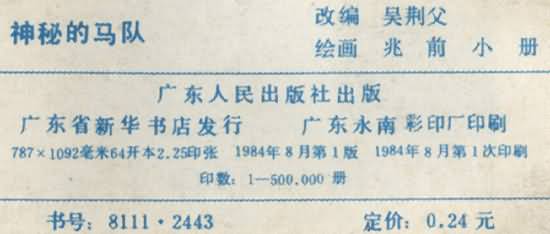 神秘的马队
改编 吴荆父
绘画 兆 前 小 册
广东人民出版社出版
广东省新华书店发行 广东永南彩印厂印刷
787×1092毫米64开本2.25印张 1984年8月第1版 1984年8月第1次印刷
印数: 1—500,000 册
书号: 8111·2443 定价: 0.24 元